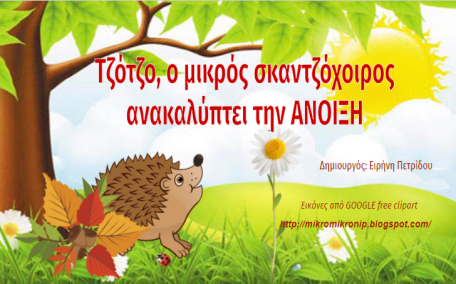 Τζότζο, ο μικρός σκαντζόχοιρος
ανακαλύπτει την ΑΝΟΙΞΗ
Δημιουργός: Ειρήνη Πετρίδου
Εικόνες από GOOGLE free clipart
http://mikromikronip.blogspot.com/